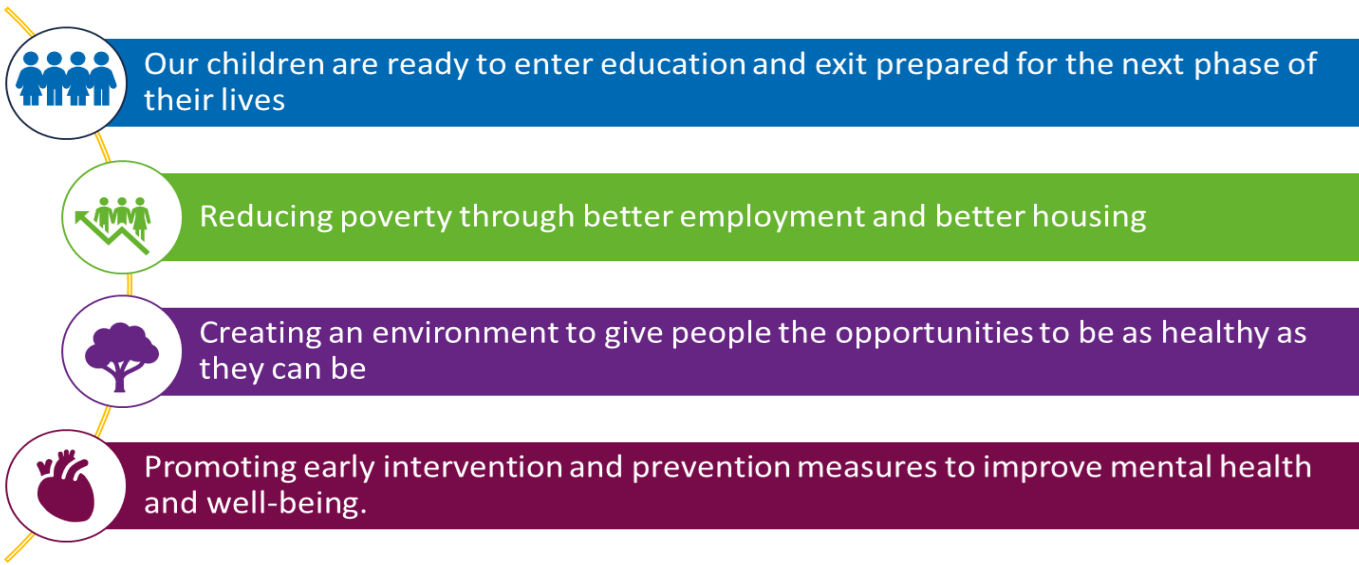 Our children are ready to enter education and exit prepared for the next phase of
their lives
Reducing poverty through better employment and better housing
Creating an environment to give people the opportunities to be as healthy as
they can be
Promoting early intervention and prevention measures to improve mental health
and well-being.